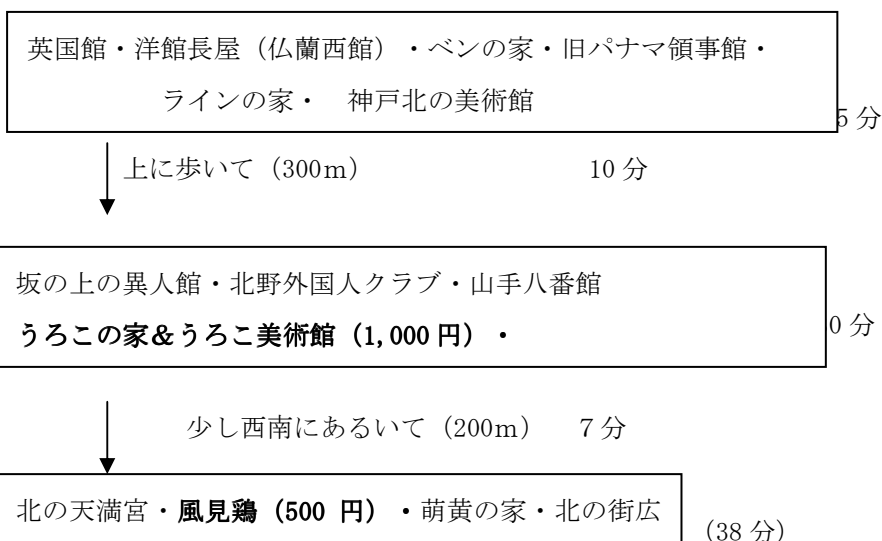 英国館・洋館長屋（仏蘭西館）・ベンの家・旧パナマ領事館・
ラインの家・　神戸北の美術館
5 分
上に歩いて（300m）　10 分
坂の上の異人館・北野外国人クラブ・山手八番館
うろこの家＆うろこ美術館（1,000 円）・
0 分
少し西南にあるいて（200m）　7 分
北の天満宮・風見鶏（500 円）・萌黄の家・北の街広
（38 分）